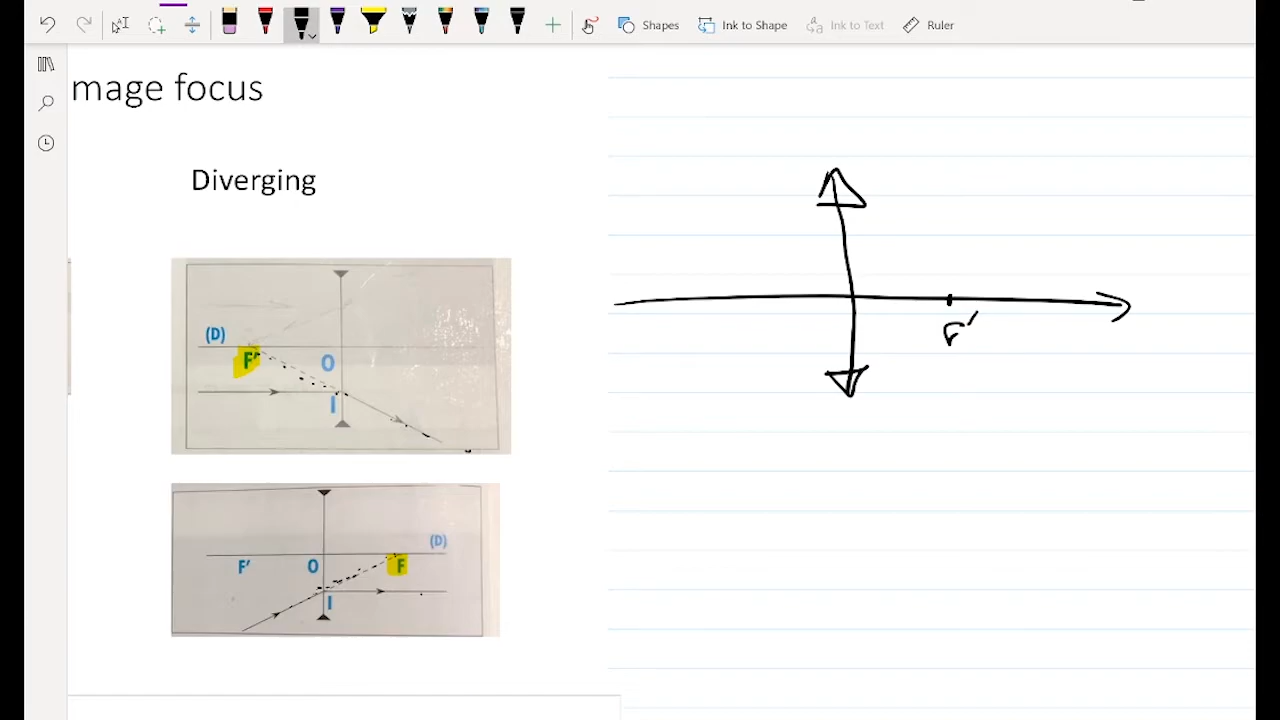 Shapes
Ink to Shape
Ink to Text
Ruler
mage focus
Diverging
(D)
F'
O
I
(D)
F'
O
F
I
F'